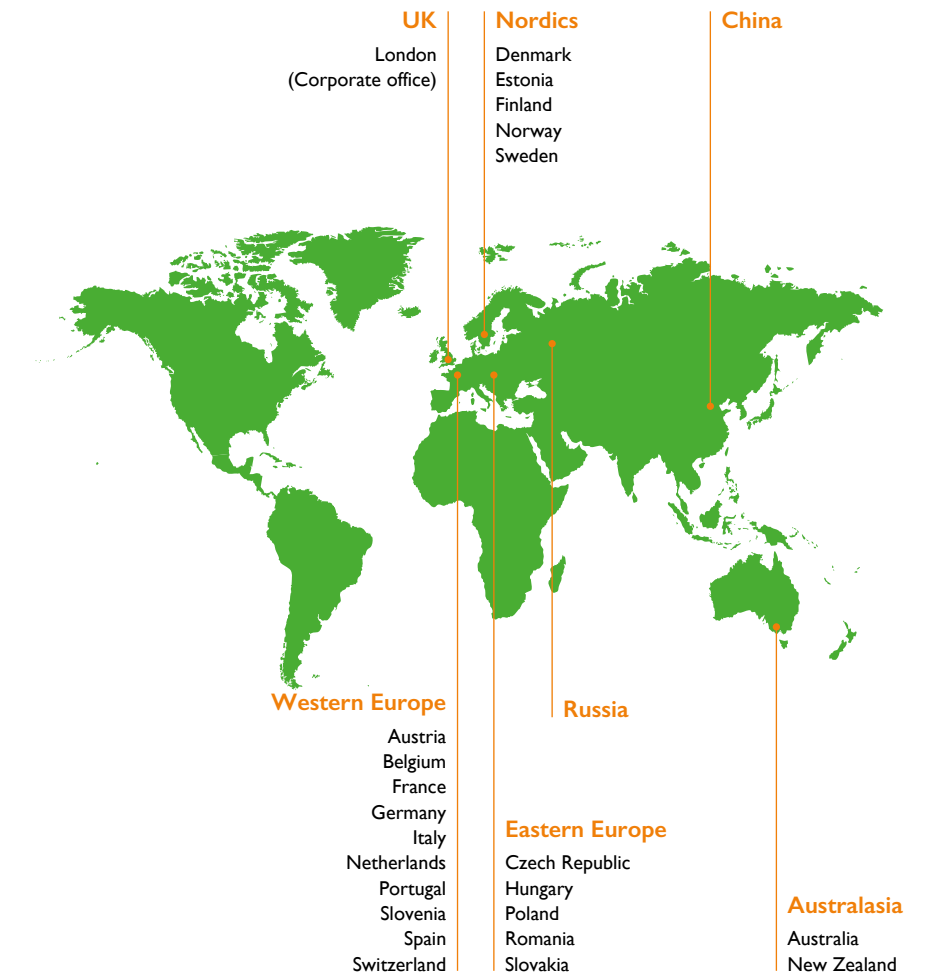 UK
London
(Corporate office)
Nordics
Denmark
Estonia
Finland
Norway
Sweden
China
Western Europe
Austria
Belgium
France
Germany
Italy
Netherlands
Portugal
Slovenia
Spain
Switzerland
Russia
Eastern Europe
Czech Republic
Hungary
Poland
Romania
Slovakia
Australasia
Australia
New Zealand